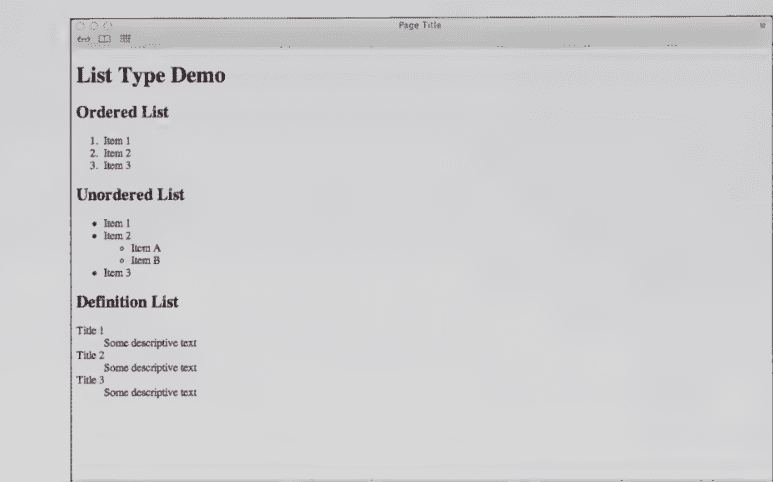 Page Title
List Type Demo
Ordered List
1. Item 1
2. Item 2
3. Item 3
Unordered List
• Item 1
• Item 2
◦ Item A
◦ Item B
• Item 3
Definition List
Title 1
Some descriptive text
Title 2
Some descriptive text
Title 3
Some descriptive text